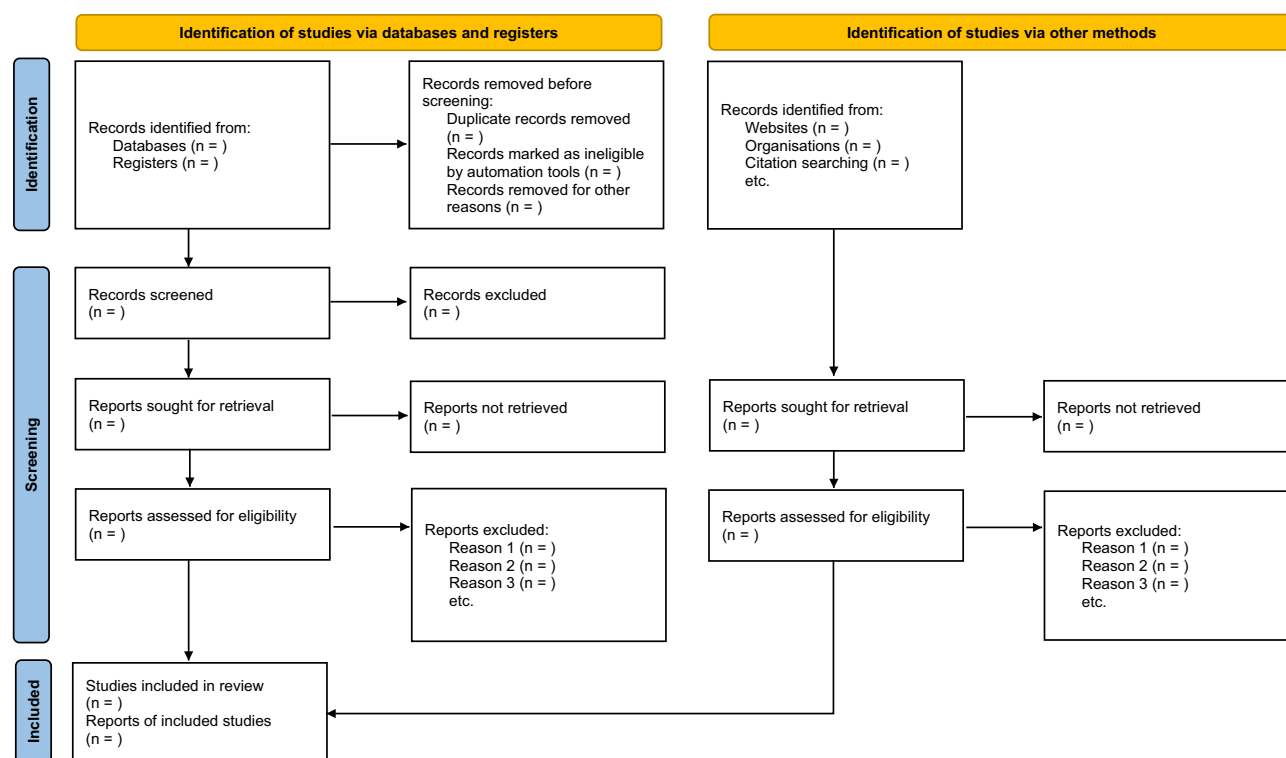 Identification of studies via databases and registers
Identification of studies via other methods
Identification
Records identified from:
Databases (n = )
Registers (n = )
Records removed before
screening:
Duplicate records removed
(n = )
Records marked as ineligible
by automation tools (n = )
Records removed for other
reasons (n = )
Records identified from:
Websites (n = )
Organisations (n = )
Citation searching (n = )
etc.
Screening
Records screened
(n = )
Records excluded
(n = )
Reports sought for retrieval
(n = )
Reports not retrieved
(n = )
Reports sought for retrieval
(n = )
Reports not retrieved
(n = )
Reports assessed for eligibility
(n = )
Reports excluded:
Reason 1 (n = )
Reason 2 (n = )
Reason 3 (n = )
etc.
Reports assessed for eligibility
(n = )
Reports excluded:
Reason 1 (n = )
Reason 2 (n = )
Reason 3 (n = )
etc.
Included
Studies included in review
(n = )
Reports of included studies
(n = )